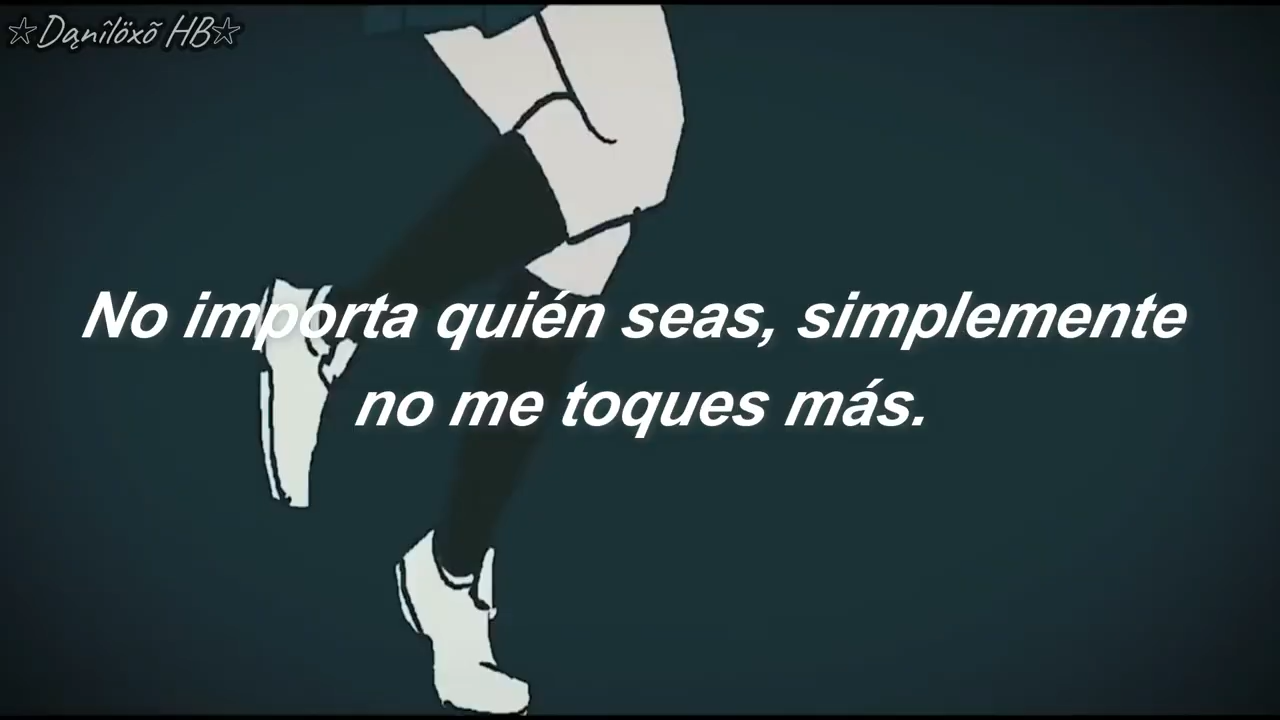 ☆Dąnîlöxõ HB☆
No importa quién seas, simplemente
no me toques más.